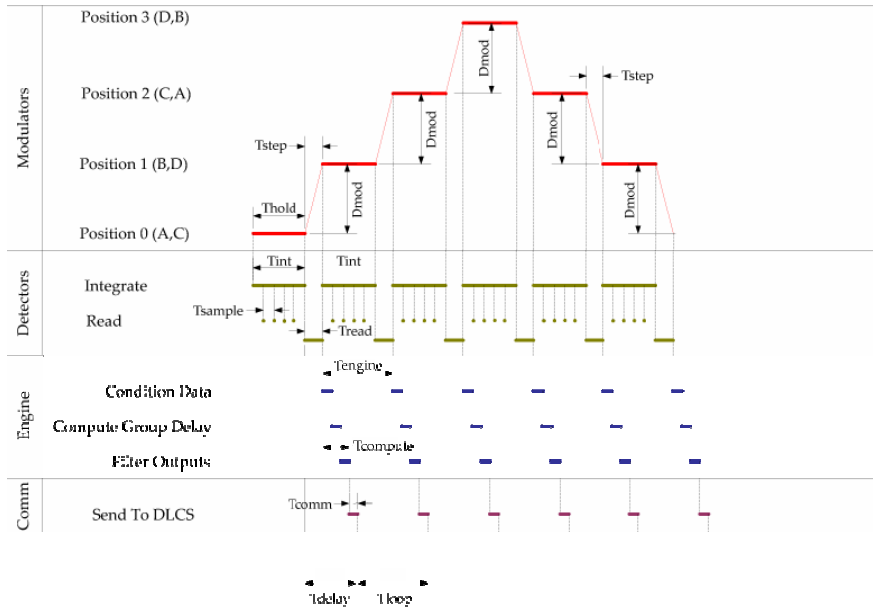 Position 3 (D,B)
Dmod
Tstep
Position 2 (C,A)
Dmod
Dmod
Modulators
Tstep
Position 1 (B,D)
Dmod
Dmod
Thold
Position 0 (A,C)
Tint
Tint
Integrate
Detectors
Tsample
Read
Tread
Tengine
Condition Data
Engine
Compute Group Delay
Tcompute
Filter Outputs
Comm
Tcomm
Send To DLCS
Tdelay
Tloop